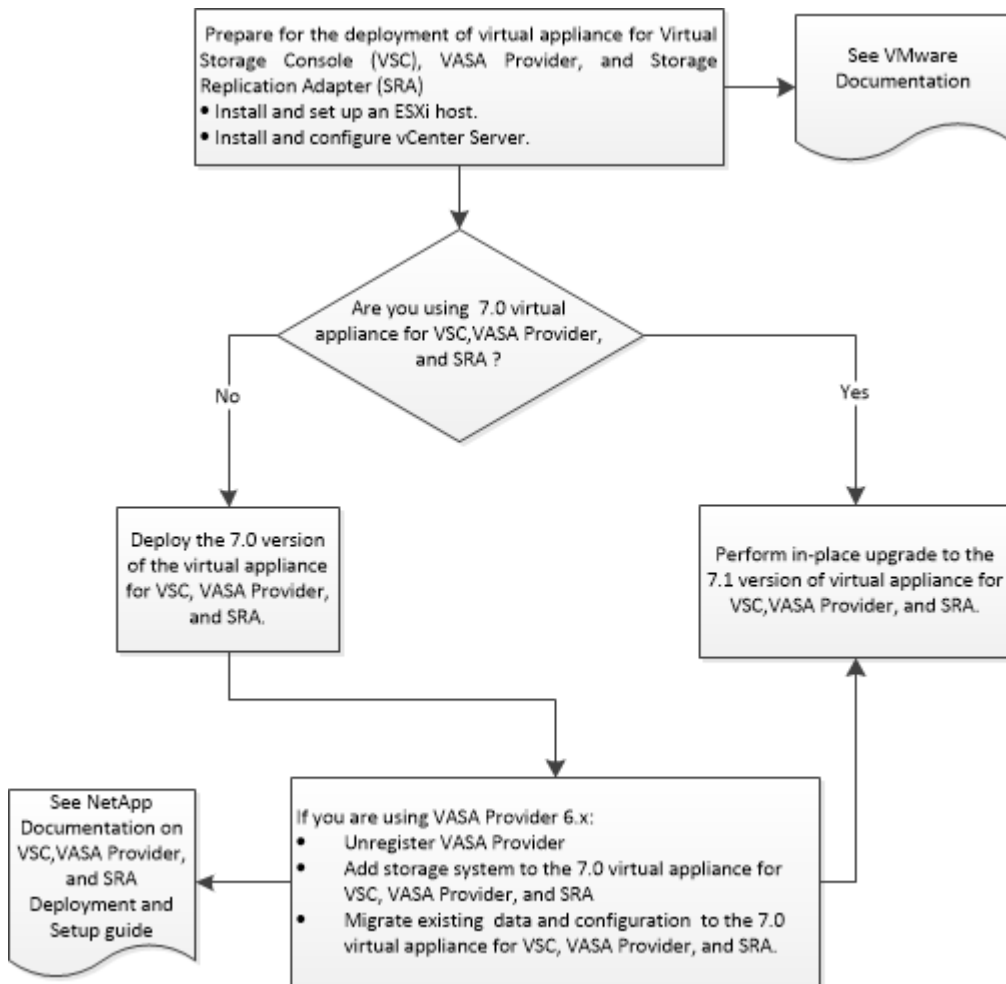 Prepare for the deployment of virtual appliance for Virtual
Storage Console (VSC), VASA Provider, and Storage
Replication Adapter (SRA)
• Install and set up an ESXi host.
• Install and configure vCenter Server.
See VMware
Documentation
Are you using 7.0 virtual
appliance for VSC,VASA Provider,
and SRA ?
No
Yes
Deploy the 7.0 version
of the virtual appliance
for VSC, VASA Provider,
and SRA.
Perform in-place upgrade to the
7.1 version of virtual appliance for
VSC,VASA Provider, and SRA.
See NetApp
Documentation on
VSC,VASA Provider,
and SRA
Deployment and
Setup guide
If you are using VASA Provider 6.x:
• Unregister VASA Provider
• Add storage system to the 7.0 virtual appliance for
VSC, VASA Provider, and SRA
• Migrate existing data and configuration to the 7.0
virtual appliance for VSC, VASA Provider, and SRA.